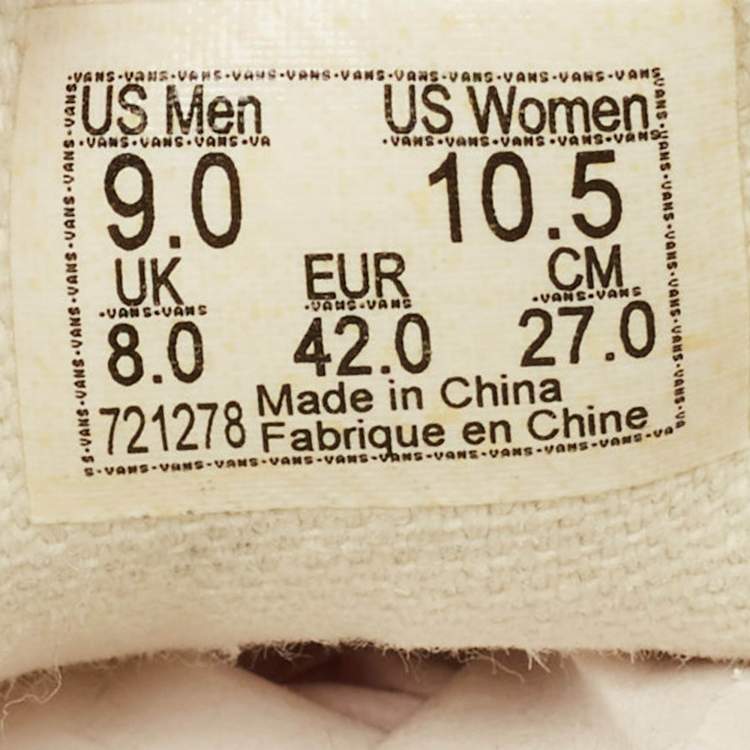 ·VANS·VANS·VANS·VANS·VANS·VANS·VANS·VANS·VANS·VANS·VANS·VANS
US Men US Women
·VANS·VANS·VANS·VA ·VANS·VANS·VANS·VANS·VANS
9.0 10.5
UK EUR CM
·VANS·VANS ·VANS·VANS ·VANS·VANS
8.0 42.0 27.0
721278 Made in China
Fabrique en Chine
S·VANS·VANS·VANS·VANS·VANS·VANS·VANS·VANS·VANS·VANS·VA